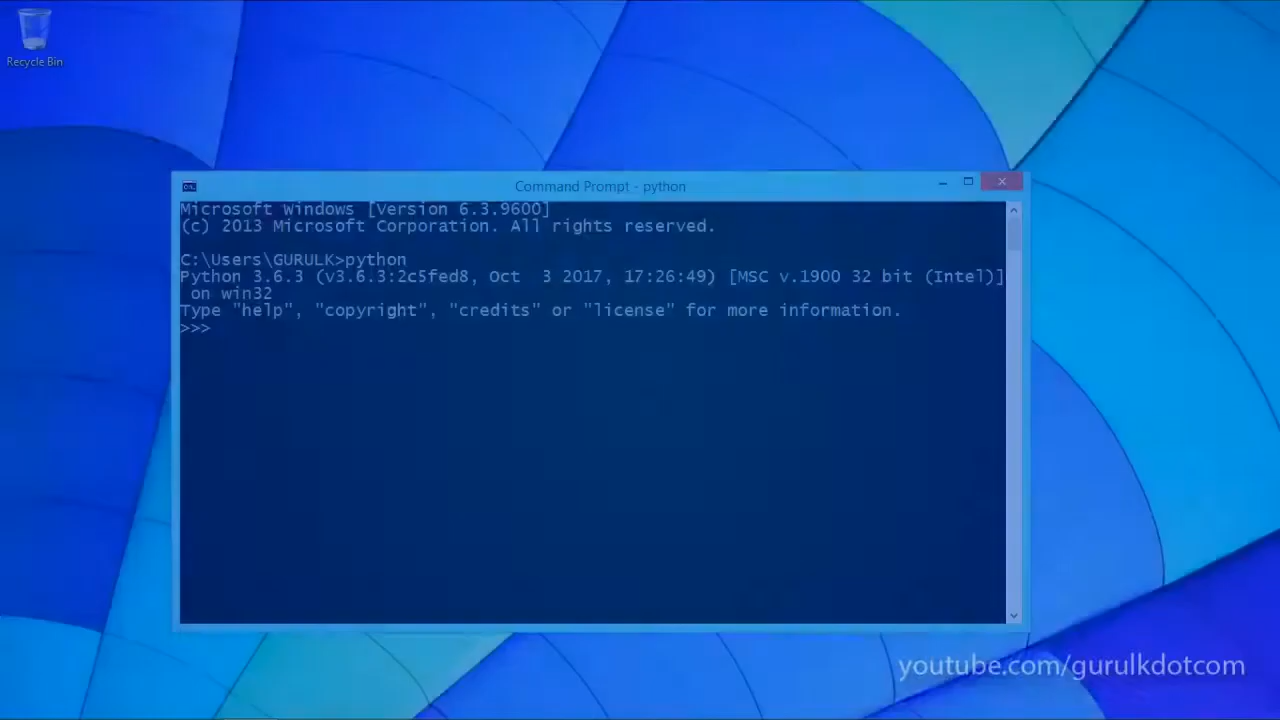 Recycle Bin
Command Prompt - python
Microsoft Windows [Version 6.3.9600]
(c) 2013 Microsoft Corporation. All rights reserved.
C:\Users\GURULK>python
Python 3.6.3 (v3.6.3:2c5fed8, Oct  3 2017, 17:26:49) [MSC v.1900 32 bit (Intel)]
 on win32
Type "help", "copyright", "credits" or "license" for more information.
>>>
youtube.com/gurulkdotcom